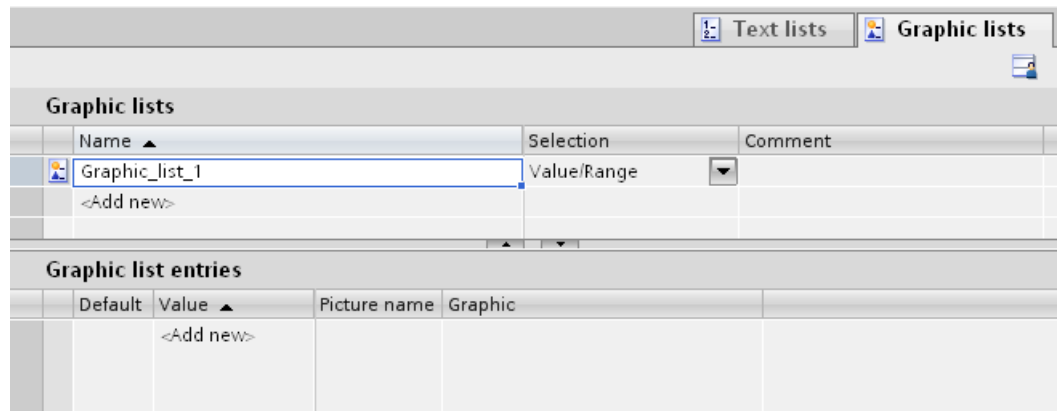 Text lists Graphic lists
Graphic lists
Name Selection Comment
Graphic_list_1 Value/Range
<Add new>
Graphic list entries
Default Value Picture name Graphic
<Add new>